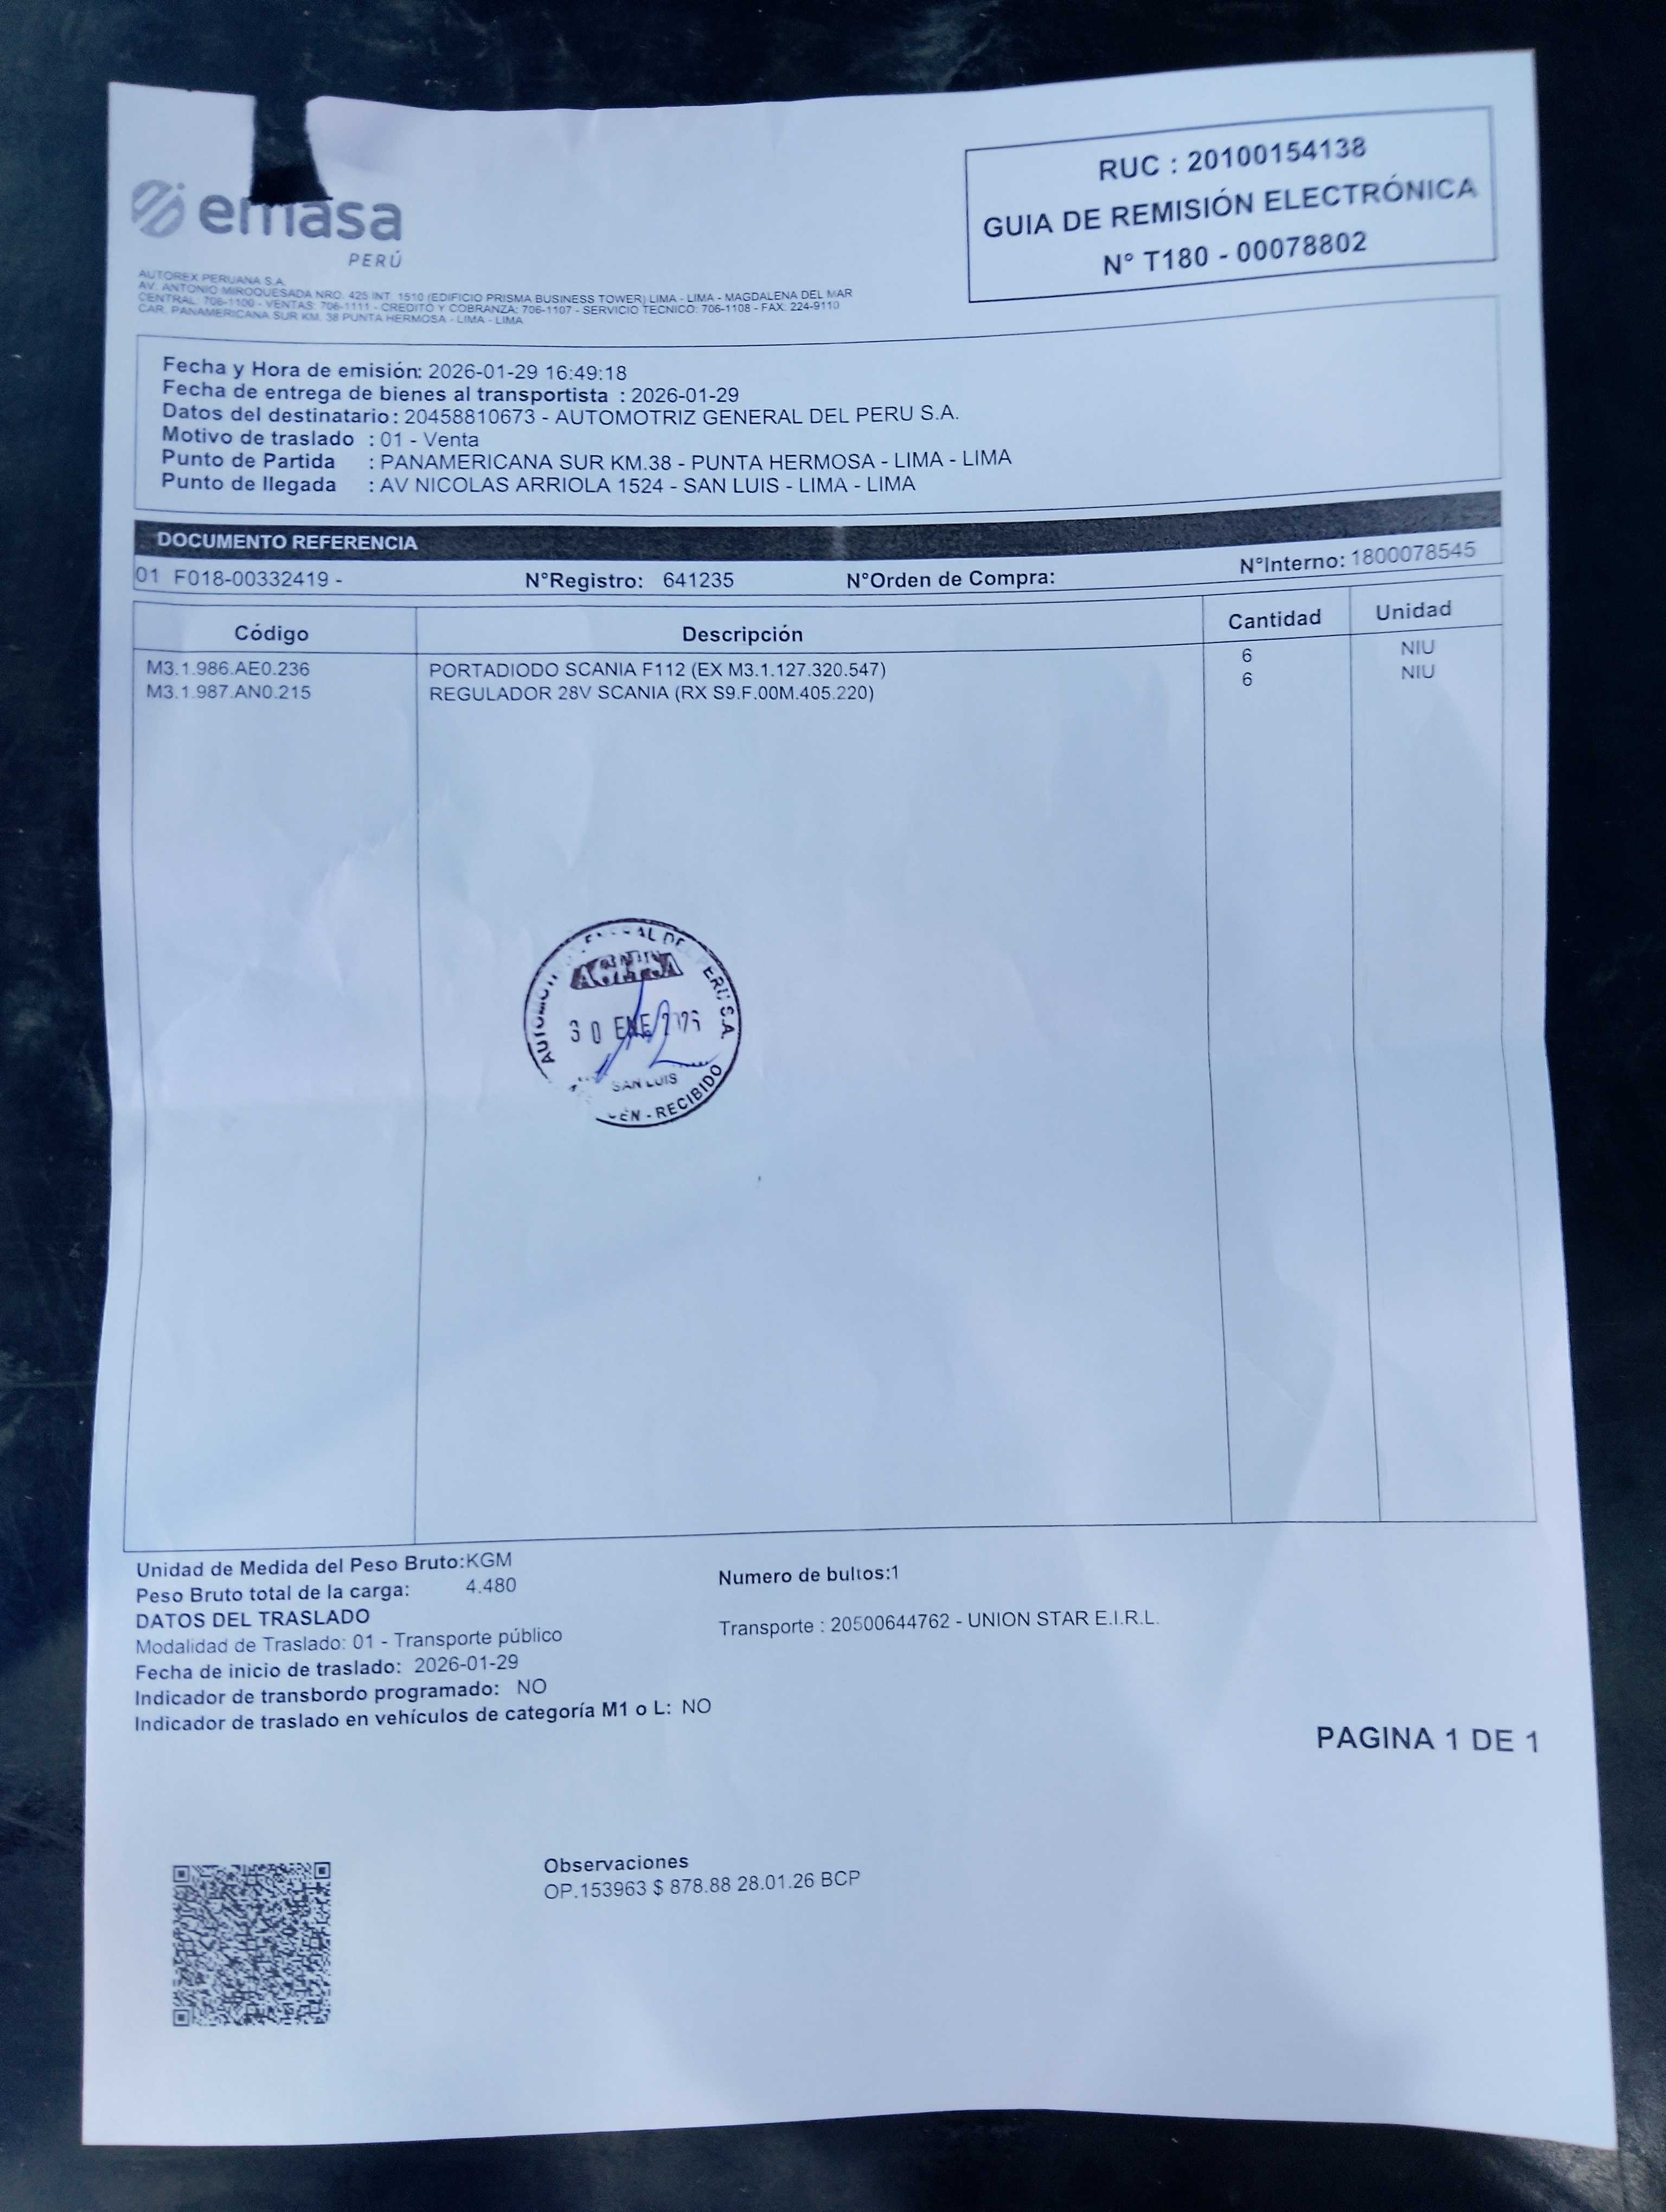 emasa
PERÚ
RUC : 20100154138
GUIA DE REMISIÓN ELECTRÓNICA
N° T180 - 00078802
AUTOREX PERUANA S.A.
AV. ANTONIO MIROQUESADA NRO. 425 INT. 1510 (EDIFICIO PRISMA BUSINESS TOWER) LIMA - LIMA - MAGDALENA DEL MAR
CENTRAL: 706-1100 - VENTAS: 706-1111 - CREDITO Y COBRANZA: 706-1107 - SERVICIO TECNICO: 706-1108 - FAX. 224-9110
CAR. PANAMERICANA SUR KM. 38 PUNTA HERMOSA - LIMA - LIMA
Fecha y Hora de emisión: 2026-01-29 16:49:18
Fecha de entrega de bienes al transportista : 2026-01-29
Datos del destinatario : 20458810673 - AUTOMOTRIZ GENERAL DEL PERU S.A.
Motivo de traslado : 01 - Venta
Punto de Partida : PANAMERICANA SUR KM.38 - PUNTA HERMOSA - LIMA - LIMA
Punto de llegada : AV NICOLAS ARRIOLA 1524 - SAN LUIS - LIMA - LIMA
DOCUMENTO REFERENCIA
01 F018-00332419 - N°Registro: 641235 N°Orden de Compra: N°Interno: 1800078545
Código Descripción Cantidad Unidad
M3.1.986.AE0.236 PORTADIODO SCANIA F112 (EX M3.1.127.320.547) 6 NIU
M3.1.987.AN0.215 REGULADOR 28V SCANIA (RX S9.F.00M.405.220) 6 NIU
30 ENE
SAN LUIS
RECIBIDO
Unidad de Medida del Peso Bruto:KGM
Peso Bruto total de la carga: 4.480
Numero de bultos:1
DATOS DEL TRASLADO
Modalidad de Traslado: 01 - Transporte público
Transporte : 20500644762 - UNION STAR E.I.R.L.
Fecha de inicio de traslado: 2026-01-29
Indicador de transbordo programado: NO
Indicador de traslado en vehículos de categoría M1 o L: NO
PAGINA 1 DE 1
Observaciones
OP.153963 $ 878.88 28.01.26 BCP